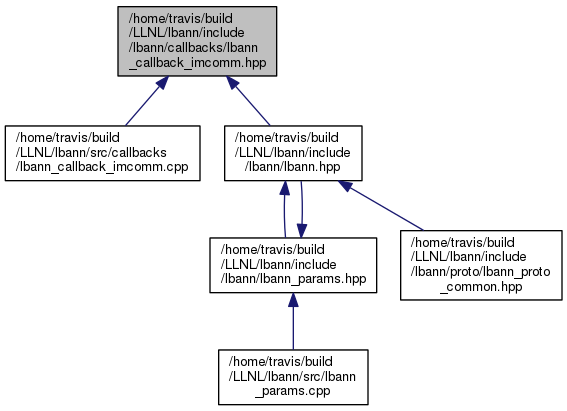 /home/travis/build
/LLNL/lbann/include
/lbann/callbacks/lbann
_callback_imcomm.hpp
/home/travis/build
/LLNL/lbann/src/callbacks
/lbann_callback_imcomm.cpp
/home/travis/build
/LLNL/lbann/include
/lbann/lbann.hpp
/home/travis/build
/LLNL/lbann/include
/lbann/lbann_params.hpp
/home/travis/build
/LLNL/lbann/include
/lbann/proto/lbann_proto
_common.hpp
/home/travis/build
/LLNL/lbann/src/lbann
_params.cpp